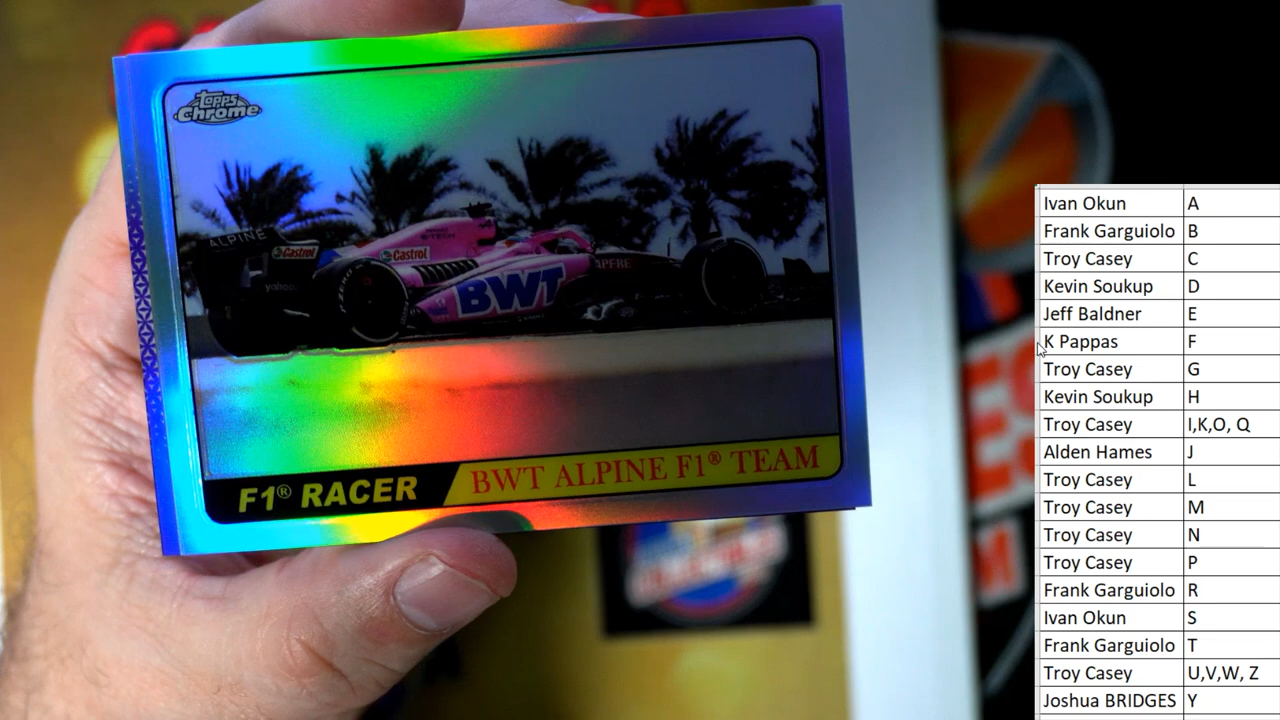 Topps
Chrome
ALPINE
Castrol
Castrol
yahoo
BWT
MAPFRE
F1® RACER
BWT ALPINE F1® TEAM
Ivan Okun A
Frank Garguiolo B
Troy Casey C
Kevin Soukup D
Jeff Baldner E
K Pappas F
Troy Casey G
Kevin Soukup H
Troy Casey I,K,O, Q
Alden Hames J
Troy Casey L
Troy Casey M
Troy Casey N
Troy Casey P
Frank Garguiolo R
Ivan Okun S
Frank Garguiolo T
Troy Casey U,V,W, Z
Joshua BRIDGES Y